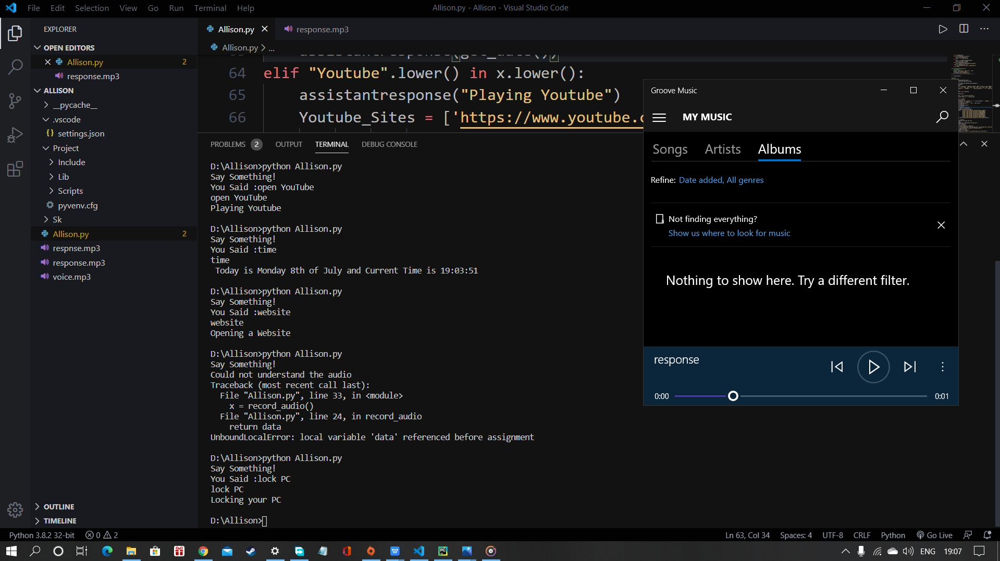 File Edit Selection View Go Run Terminal Help
Allison.py - Allison - Visual Studio Code
EXPLORER
OPEN EDITORS
Allison.py 2
response.mp3
ALLISON
__pycache__
.vscode
settings.json
Project
Include
Lib
Scripts
pyvenv.cfg
Sk
Allison.py 2
respnse.mp3
response.mp3
voice.mp3
OUTLINE
TIMELINE
Allison.py response.mp3
Allison.py > ...
64 elif "Youtube".lower() in x.lower():
65 assistantresponse("Playing Youtube")
66 Youtube_Sites = ['https://www.youtube.c
PROBLEMS 2 OUTPUT TERMINAL DEBUG CONSOLE
D:\Allison>python Allison.py
Say Something!
You Said :open YouTube
open YouTube
Playing Youtube
D:\Allison>python Allison.py
Say Something!
You Said :time
time
Today is Monday 8th of July and Current Time is 19:03:51
D:\Allison>python Allison.py
Say Something!
You Said :website
website
Opening a Website
D:\Allison>python Allison.py
Say Something!
Could not understand the audio
Traceback (most recent call last):
File "Allison.py", line 33, in <module>
x = record_audio()
File "Allison.py", line 24, in record_audio
return data
UnboundLocalError: local variable 'data' referenced before assignment
D:\Allison>python Allison.py
Say Something!
You Said :lock PC
lock PC
Locking your PC
D:\Allison>
Groove Music
MY MUSIC
Songs Artists Albums
Refine: Date added, All genres
Not finding everything?
Show us where to look for music
Nothing to show here. Try a different filter.
response
0:00 0:01
Python 3.8.2 32-bit 0 2 Ln 63, Col 34 Spaces: 4 UTF-8 CRLF Python Go Live
ENG 19:07